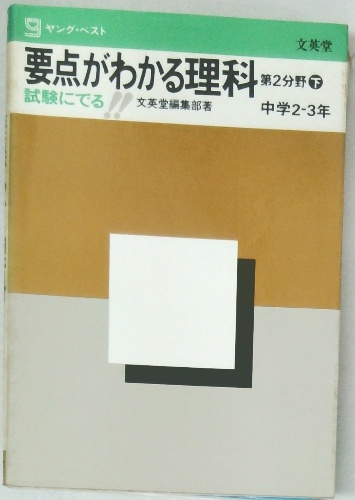 ヤング・ベスト
文英堂
要点がわかる理科 第2分野下
試験にでる!!
文英堂編集部著
中学2-3年